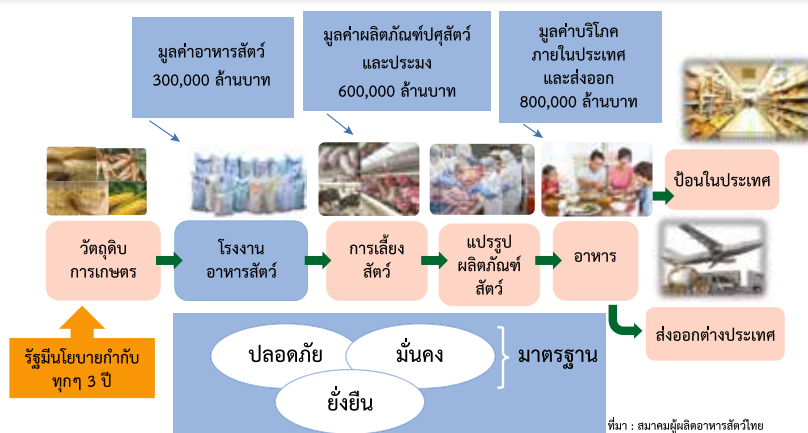 มูลค่าอาหารสัตว์
300,000 ล้านบาท
มูลค่าผลิตภัณฑ์ปศุสัตว์
และประมง
600,000 ล้านบาท
มูลค่าบริโภค
ภายในประเทศ
และส่งออก
800,000 ล้านบาท
ป้อนในประเทศ
วัตถุดิบ
การเกษตร
โรงงาน
อาหารสัตว์
การเลี้ยง
สัตว์
แปรรูป
ผลิตภัณฑ์
สัตว์
อาหาร
ส่งออกต่างประเทศ
รัฐมีนโยบายกำกับ
ทุกๆ 3 ปี
ปลอดภัย
มั่นคง
ยั่งยืน
มาตรฐาน
ที่มา : สมาคมผู้ผลิตอาหารสัตว์ไทย